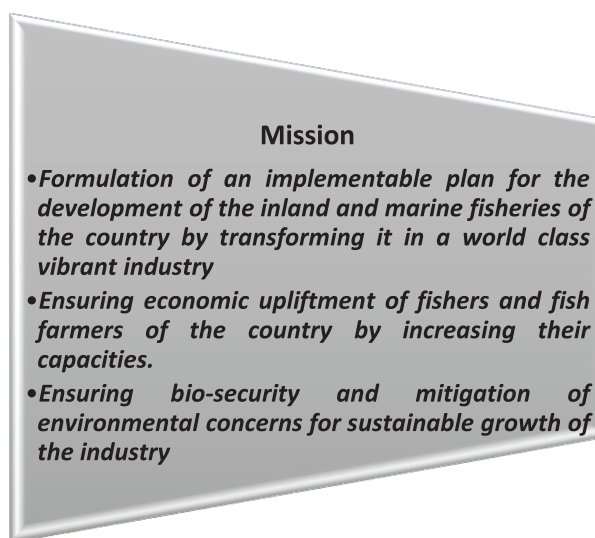 Mission
•Formulation of an implementable plan for the
development of the inland and marine fisheries of
the country by transforming it in a world class
vibrant industry
•Ensuring economic upliftment of fishers and fish
farmers of the country by increasing their
capacities.
•Ensuring bio-security and mitigation of
environmental concerns for sustainable growth of
the industry